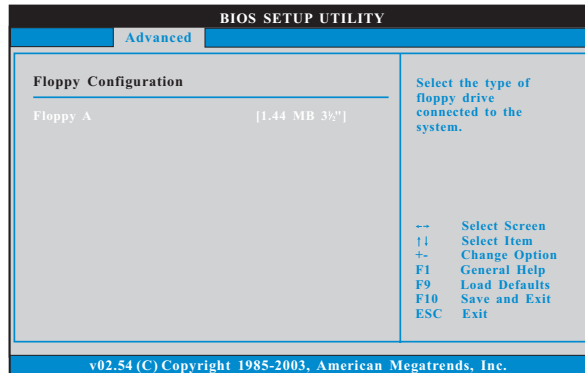 BIOS SETUP UTILITY
Advanced
Floppy Configuration
Floppy A [1.44 MB 3½"]
Select the type of
floppy drive
connected to the
system.
←→ Select Screen
↑↓ Select Item
+- Change Option
F1 General Help
F9 Load Defaults
F10 Save and Exit
ESC Exit
v02.54 (C) Copyright 1985-2003, American Megatrends, Inc.